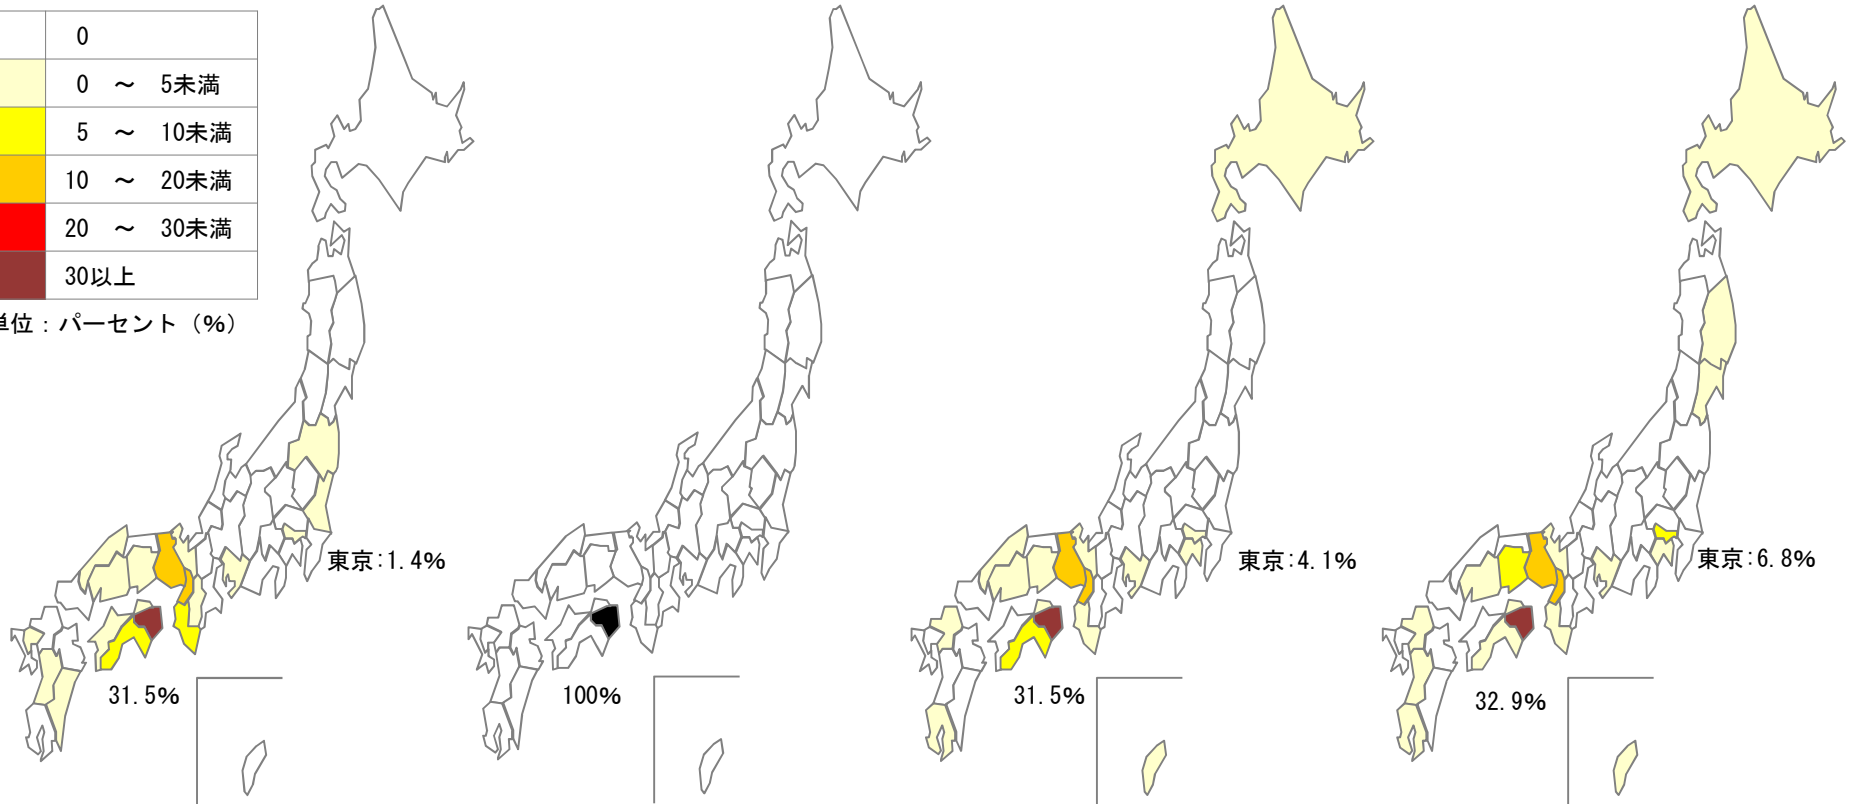 0
0 ～ 5未満
5 ～ 10未満
10 ～ 20未満
20 ～ 30未満
30以上
単位：パーセント（％）
東京：1.4%
31.5%
100%
東京：4.1%
31.5%
東京：6.8%
32.9%